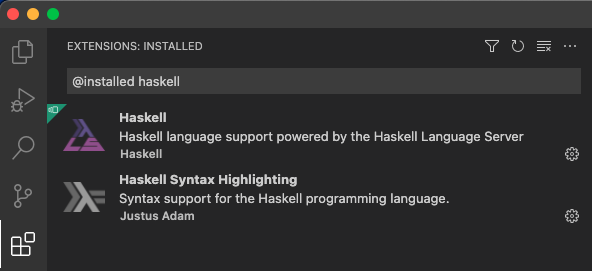 EXTENSIONS: INSTALLED
@installed haskell
Haskell
Haskell language support powered by the Haskell Language Server
Haskell
Haskell Syntax Highlighting
Syntax support for the Haskell programming language.
Justus Adam